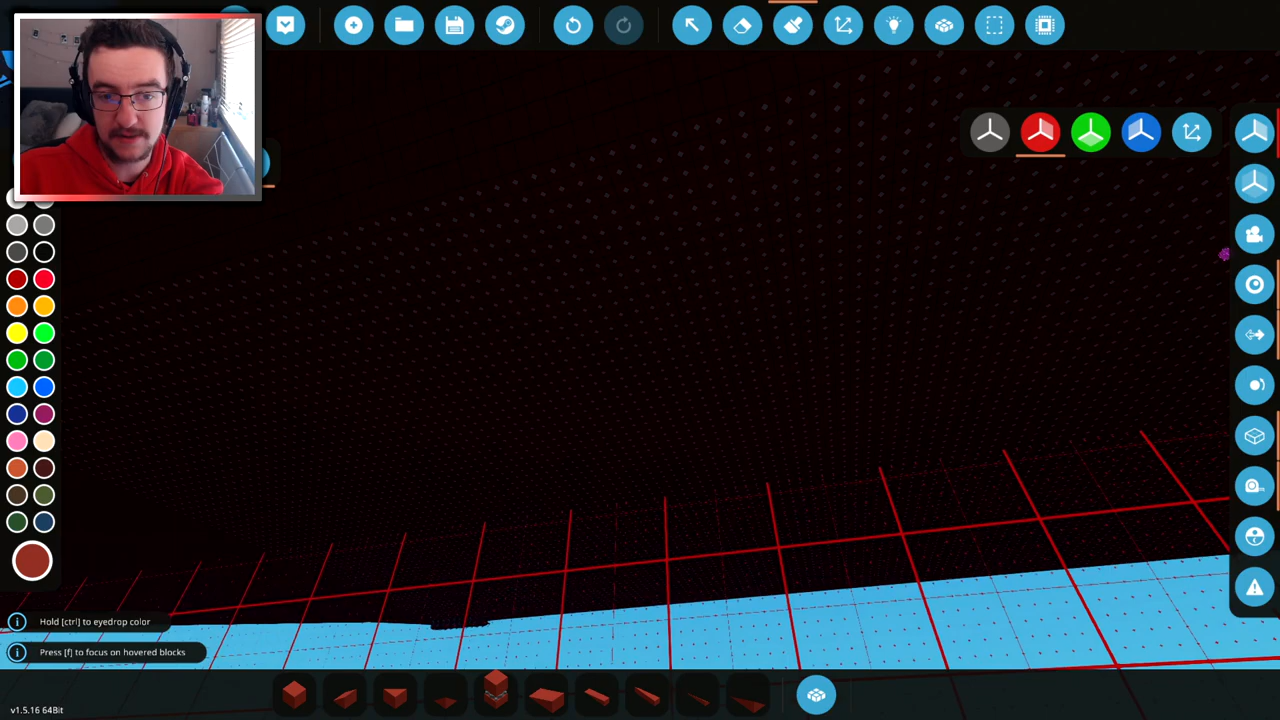 Hold [ctrl] to eyedrop color
Press [f] to focus on hovered blocks
v1.5.16 64Bit